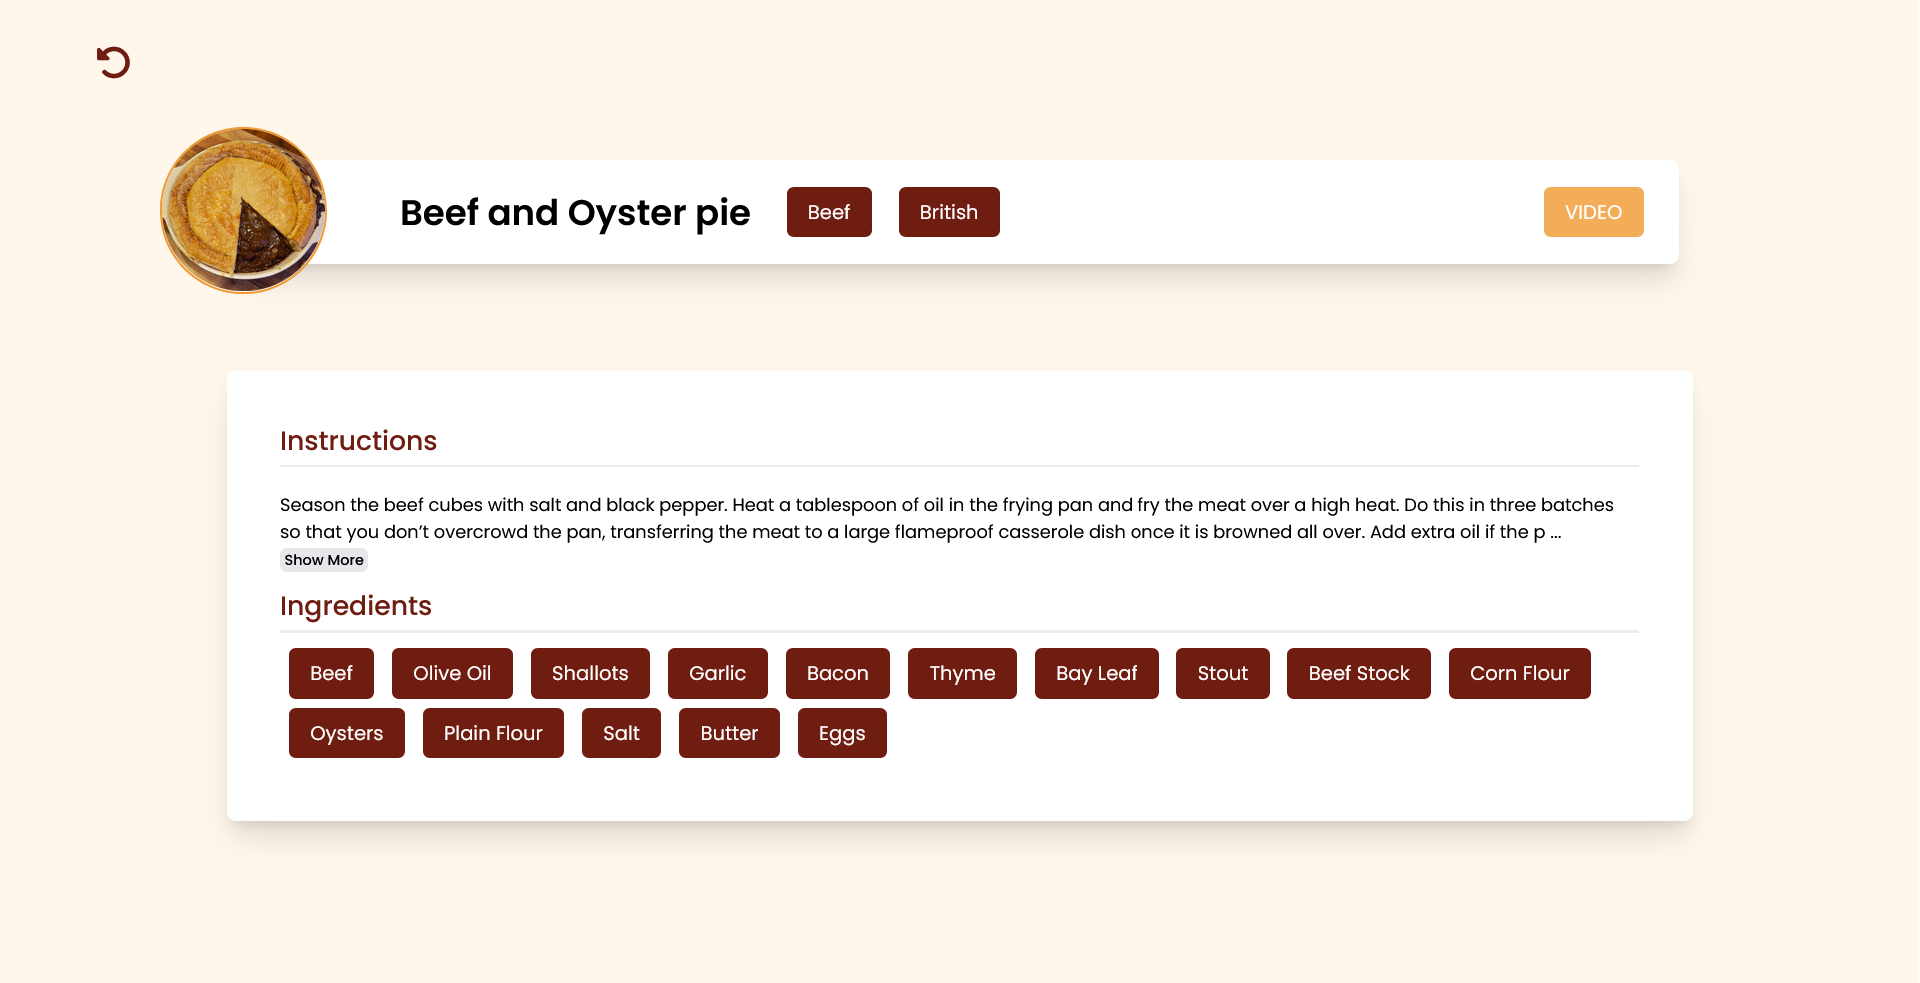 Beef and Oyster pie Beef British VIDEO
Instructions
Season the beef cubes with salt and black pepper. Heat a tablespoon of oil in the frying pan and fry the meat over a high heat. Do this in three batches
so that you don’t overcrowd the pan, transferring the meat to a large flameproof casserole dish once it is browned all over. Add extra oil if the p ...
Show More
Ingredients
Beef Olive Oil Shallots Garlic Bacon Thyme Bay Leaf Stout Beef Stock Corn Flour
Oysters Plain Flour Salt Butter Eggs